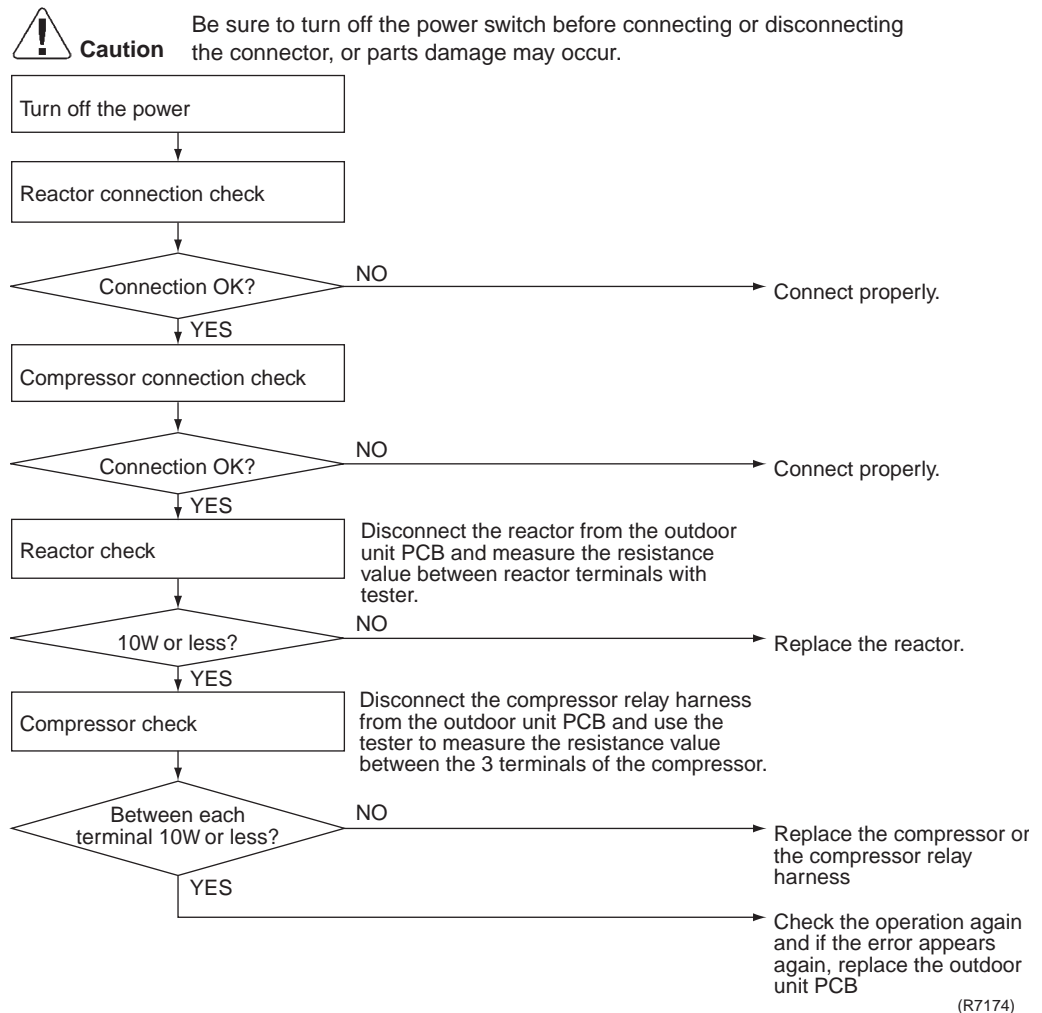 Be sure to turn off the power switch before connecting or disconnecting
Caution the connector, or parts damage may occur.
Turn off the power
Reactor connection check
Connection OK?
NO
Connect properly.
YES
Compressor connection check
Connection OK?
NO
Connect properly.
YES
Reactor check
Disconnect the reactor from the outdoor
unit PCB and measure the resistance
value between reactor terminals with
tester.
10W or less?
NO
Replace the reactor.
YES
Compressor check
Disconnect the compressor relay harness
from the outdoor unit PCB and use the
tester to measure the resistance value
between the 3 terminals of the compressor.
Between each
terminal 10W or less?
NO
Replace the compressor or
the compressor relay
harness
YES
Check the operation again
and if the error appears
again, replace the outdoor
unit PCB
(R7174)